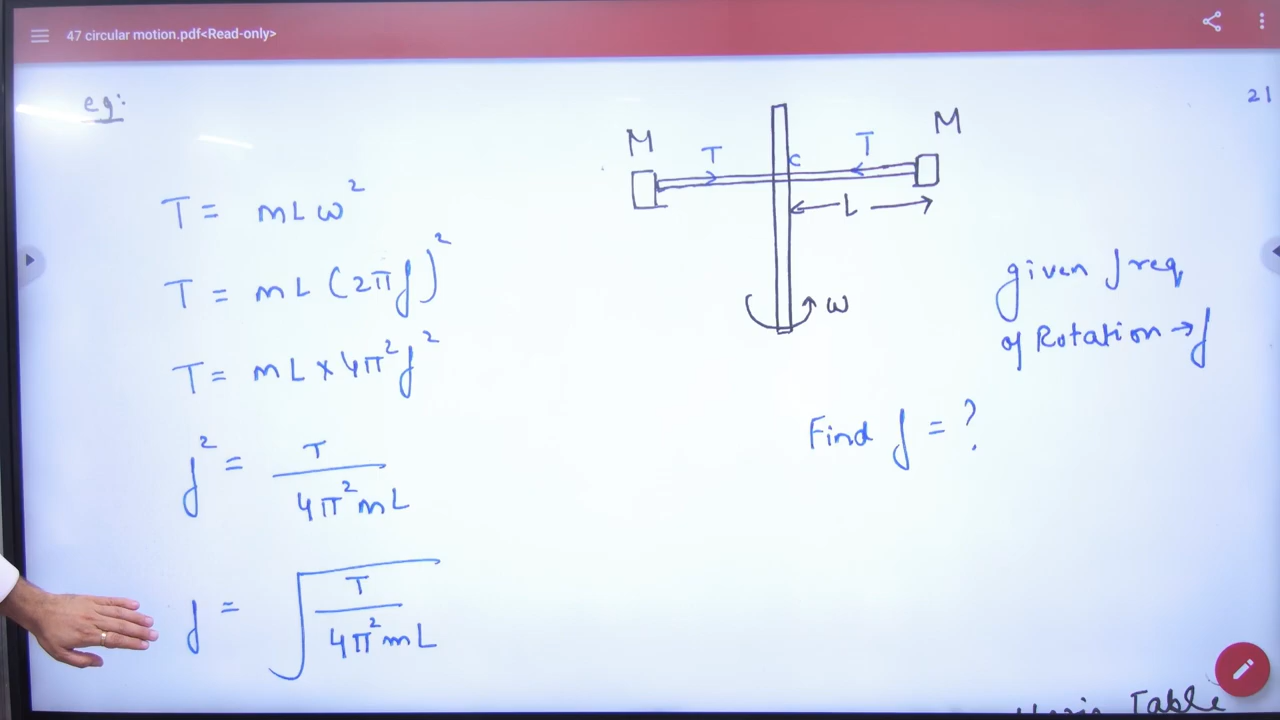 47 circular motion.pdf<Read-only>
21
eg:
M
M
T
T
C
L
ω
T = mLω²
T = mL(2πf)²
T = mL×4π²f²
f² = T / 4π²mL
f = √(T / 4π²mL)
given freq
of Rotation → f
Find f = ?
Table